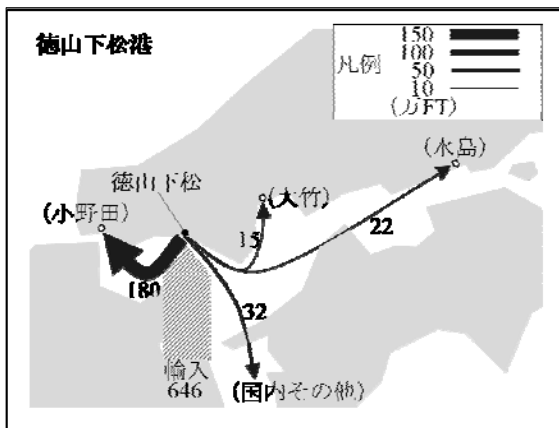 徳山下松港
凡例
150
100
50
10
(万FT)
(水島)
徳山下松
(大竹)
(小野田)
15
22
180
32
輸入
646
(国内その他)